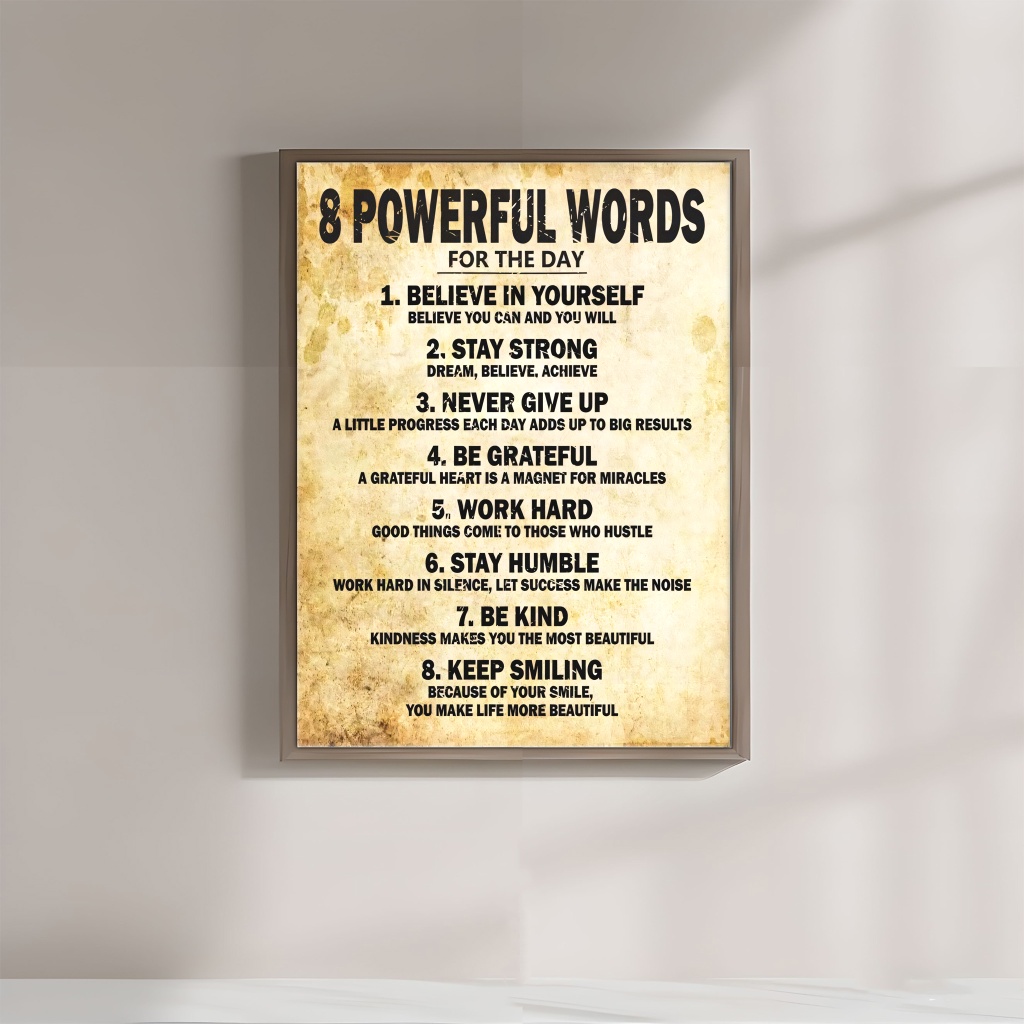 8 POWERFUL WORDS
FOR THE DAY
1. BELIEVE IN YOURSELF
BELIEVE YOU CAN AND YOU WILL
2. STAY STRONG
DREAM, BELIEVE, ACHIEVE
3. NEVER GIVE UP
A LITTLE PROGRESS EACH DAY ADDS UP TO BIG RESULTS
4. BE GRATEFUL
A GRATEFUL HEART IS A MAGNET FOR MIRACLES
5. WORK HARD
GOOD THINGS COME TO THOSE WHO HUSTLE
6. STAY HUMBLE
WORK HARD IN SILENCE, LET SUCCESS MAKE THE NOISE
7. BE KIND
KINDNESS MAKES YOU THE MOST BEAUTIFUL
8. KEEP SMILING
BECAUSE OF YOUR SMILE,
YOU MAKE LIFE MORE BEAUTIFUL